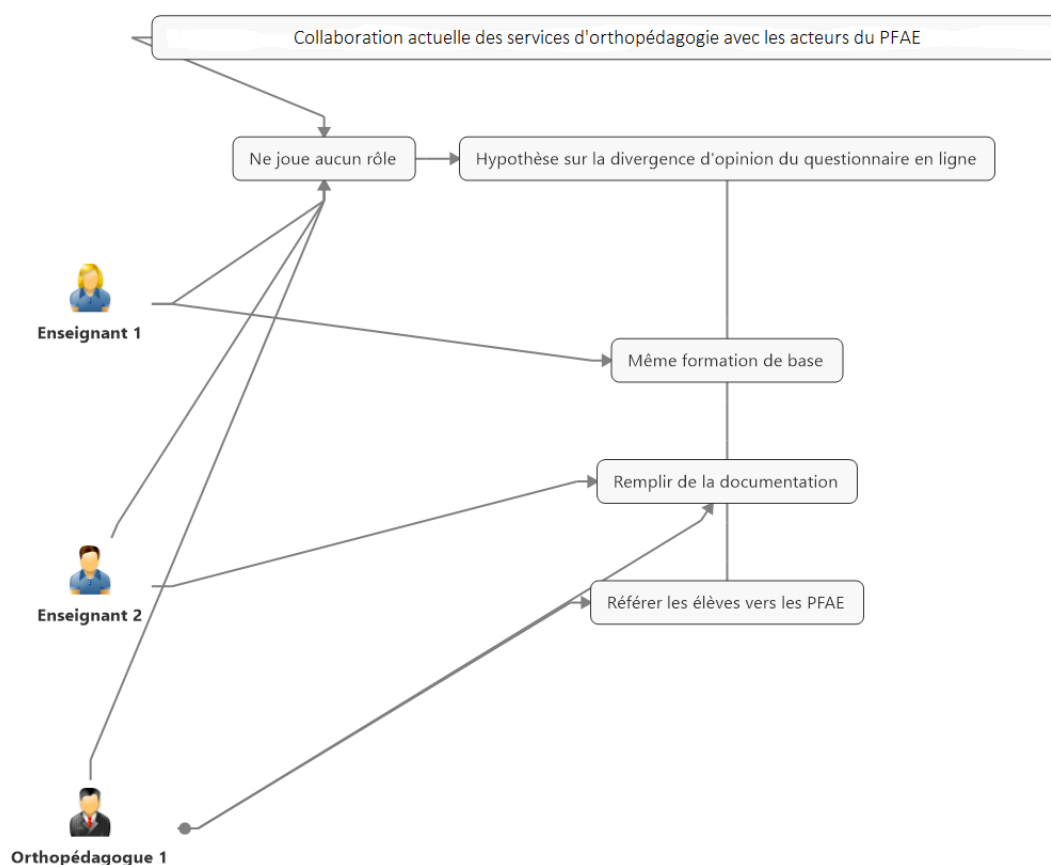 Collaboration actuelle des services d'orthopédagogie avec les acteurs du PFAE
Ne joue aucun rôle
Hypothèse sur la divergence d'opinion du questionnaire en ligne
Enseignant 1
Même formation de base
Remplir de la documentation
Enseignant 2
Référer les élèves vers les PFAE
Orthopédagogue 1